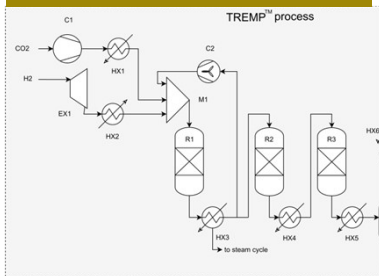 TREMP™ process
C1
C2
CO2
HX1
H2
M1
EX1
HX2
R1
R2
R3
HX6
HX3
HX4
HX5
to steam cycle